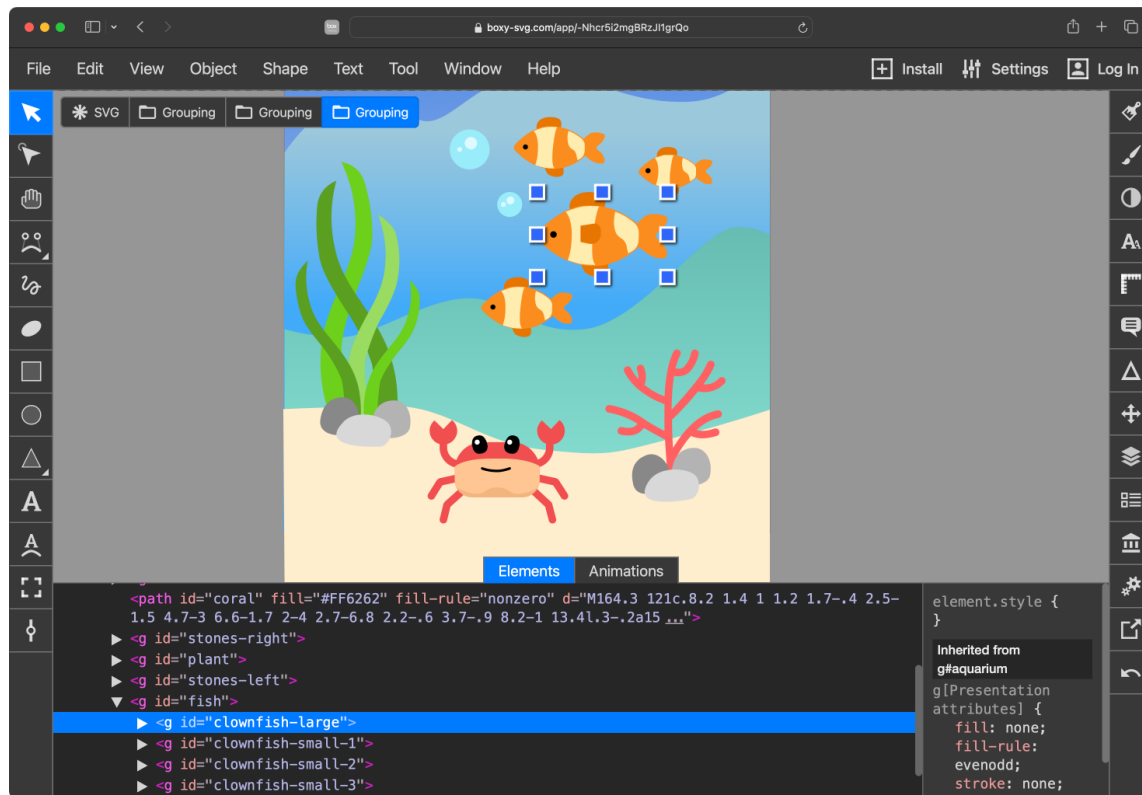 boxy-svg.com/app/-Nhcr5i2mgBRzJl1grQo
File Edit View Object Shape Text Tool Window Help Install Settings Log In
SVG Grouping Grouping Grouping
A
A
A
Elements Animations
<path id="coral" fill="#FF6262" fill-rule="nonzero" d="M164.3 121c.8.2 1.4 1 1.2 1.7-.4 2.5-
1.5 4.7-3 6.6-1.7 2-4 2.7-6.8 2.2-.6 3.7-.9 8.2-1 13.4l.3-.2a15 ...">
<g id="stones-right">
<g id="plant">
<g id="stones-left">
<g id="fish">
<g id="clownfish-large">
<g id="clownfish-small-1">
<g id="clownfish-small-2">
<g id="clownfish-small-3">
element.style {
}
Inherited from
g#aquarium
g[Presentation
attributes] {
fill: none;
fill-rule:
evenodd;
stroke: none;